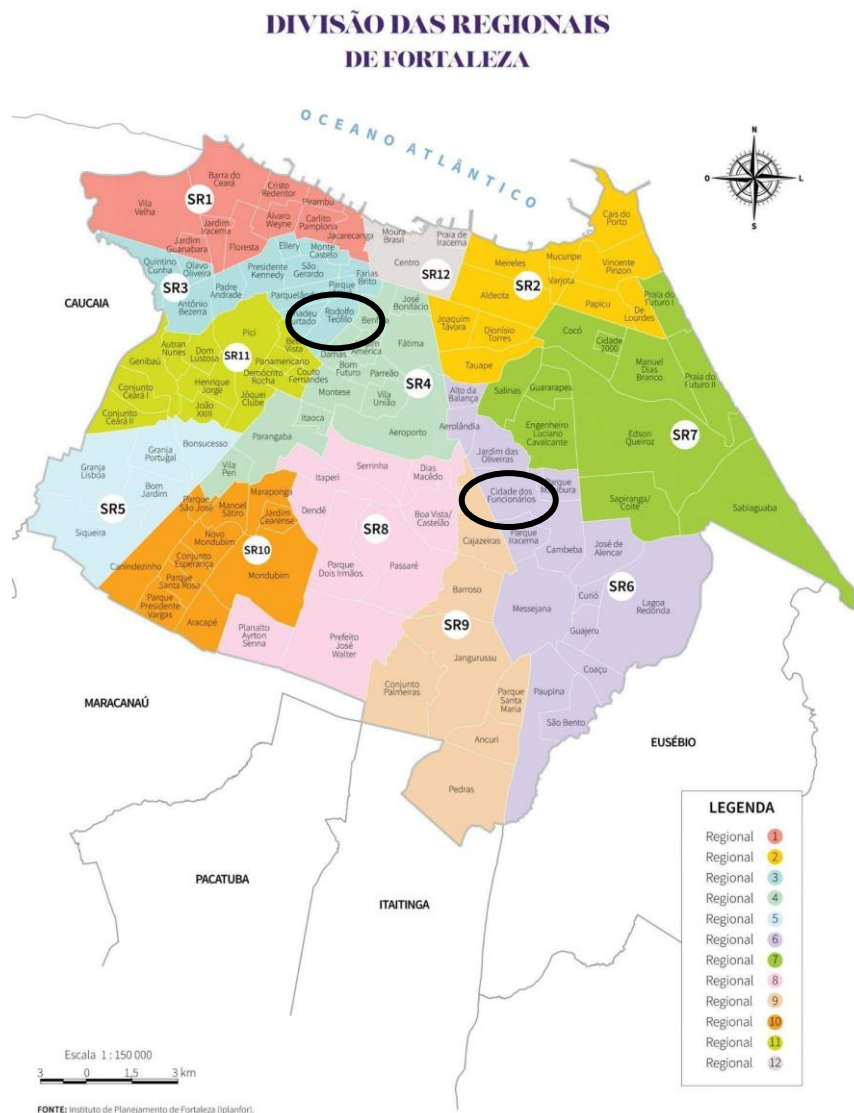 DIVISÃO DAS REGIONAIS
DE FORTALEZA
OCEANO ATLÂNTICO
N
O
L
S
CAUCAIA
SR1
Barra do
Ceará
Cristo
Redentor
Pirambu
Vila
Velha
Álvaro
Weyne
Carlito
Pamplona
Jardim
Iracema
Jacarecanga
Jardim
Guanabara
Floresta
SR3
Ellery
Monte
Castelo
Quintino
Cunha
Olavo
Oliveira
Presidente
Kennedy
São
Gerardo
Farias
Brito
Padre
Andrade
Antônio
Bezerra
Parque
Rodolfo
Teófilo
SR12
Moura
Brasil
Praia de
Iracema
Centro
SR2
Cais do
Porto
Meireles
Mucuripe
Vincente
Pinzon
Varjota
Aldeota
Papicu
De
Lourdes
Joaquim
Távora
Dionísio
Torres
Tauape
SR11
Autran
Nunes
Pici
Vista
Genibaú
Dom
Lustosa
Panamericano
Conjunto
Ceará I
Henrique
Jorge
Demócrito
Rocha
Couto
Fernandes
Conjunto
Ceará II
João
XXIII
Jóquei
Clube
SR4
José
Bonifácio
América
Fátima
Damas
Bom
Futuro
Parreão
Montese
Vila
União
Itaoca
Aeroporto
Parangaba
Vila
Peri
SR7
Praia do
Futuro I
Cocó
Cidade
2000
Manuel
Dias
Branco
Praia do
Futuro II
Salinas
Guararapes
Engenheiro
Luciano
Cavalcante
Edson
Queiroz
Sapiranga/
Coité
Sabiaguaba
SR5
Granja
Lisboa
Granja
Portugal
Bonsucesso
Bom
Jardim
Siqueira
SR10
Parque
São José
Manoel
Sátiro
Maraponga
Jardim
Cearense
Novo
Mondubim
Canindezinho
Conjunto
Esperança
Mondubim
Parque
Santa Rosa
Parque
Presidente
Vargas
Aracapé
SR8
Serrinha
Itaperi
Dias
Macêdo
Dendê
Boa Vista/
Castelão
Parque
Dois Irmãos
Passaré
Planalto
Ayrton
Senna
Prefeito
José
Walter
SR9
Cajazeiras
Barroso
Jangurussu
Conjunto
Palmeiras
Parque
Santa
Maria
Ancuri
Pedras
SR6
Alto da
Balança
Aerolândia
Jardim das
Oliveiras
Cidade dos
Funcionários
Parque
Parque
Iracema
Cambeba
José de
Alencar
Messejana
Curió
Lagoa
Redonda
Guajeru
Coaçu
Paupina
São Bento
MARACANAÚ
EUSÉBIO
PACATUBA
ITAITINGA
LEGENDA
Regional 1
Regional 2
Regional 3
Regional 4
Regional 5
Regional 6
Regional 7
Regional 8
Regional 9
Regional 10
Regional 11
Regional 12
Escala 1 : 150 000
3 0 1,5 3 km
FONTE: Instituto de Planejamento de Fortaleza (Iplanfor).